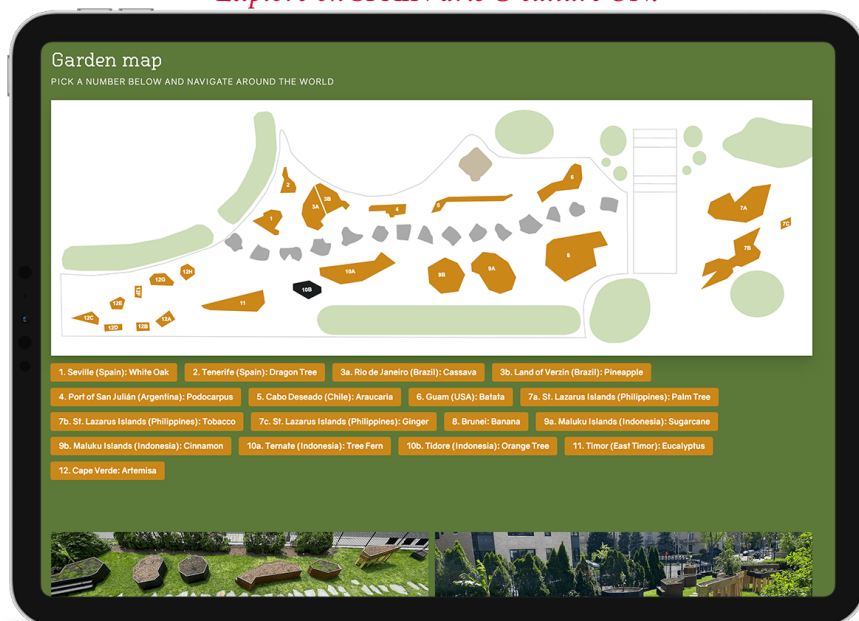 Garden map
PICK A NUMBER BELOW AND NAVIGATE AROUND THE WORLD
2
3B
3A
6
4
5
1
7A
7C
7B
8
12H
10A
9A
9B
12G
10B
12F
12E
11
12C
12A
12D
12B
1. Seville (Spain): White Oak
2. Tenerife (Spain): Dragon Tree
3a. Rio de Janeiro (Brazil): Cassava
3b. Land of Verzin (Brazil): Pineapple
4. Port of San Julián (Argentina): Podocarpus
5. Cabo Deseado (Chile): Araucaria
6. Guam (USA): Batata
7a. St. Lazarus Islands (Philippines): Palm Tree
7b. St. Lazarus Islands (Philippines): Tobacco
7c. St. Lazarus Islands (Philippines): Ginger
8. Brunei: Banana
9a. Maluku Islands (Indonesia): Sugarcane
9b. Maluku Islands (Indonesia): Cinnamon
10a. Ternate (Indonesia): Tree Fern
10b. Tidore (Indonesia): Orange Tree
11. Timor (East Timor): Eucalyptus
12. Cape Verde: Artemisa